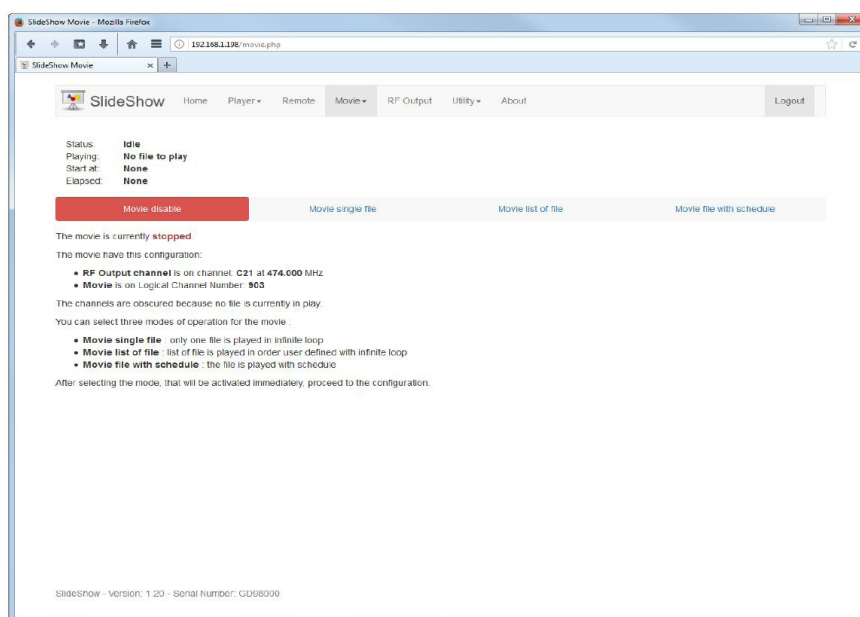 SlideShow Movie - Mozilla Firefox
192.168.1.198/movie.php
SlideShow Movie
SlideShow Home Player Remote Movie RF Output Utility About Logout
Status: Idle
Playing: No file to play
Start at: None
Elapsed: None
Movie disable Movie single file Movie list of file Movie file with schedule
The movie is currently stopped
The movie have this configuration:
• RF Output channel is on channel: C21 at 474.000 MHz
• Movie is on Logical Channel Number: 903
The channels are obscured because no file is currently in play.
You can select three modes of operation for the movie :
• Movie single file : only one file is played in infinite loop
• Movie list of file : list of file is played in order user defined with infinite loop
• Movie file with schedule : the file is played with schedule
After selecting the mode, that will be activated immediately, proceed to the configuration.
SlideShow - Version: 1.20 - Serial Number: GD98000